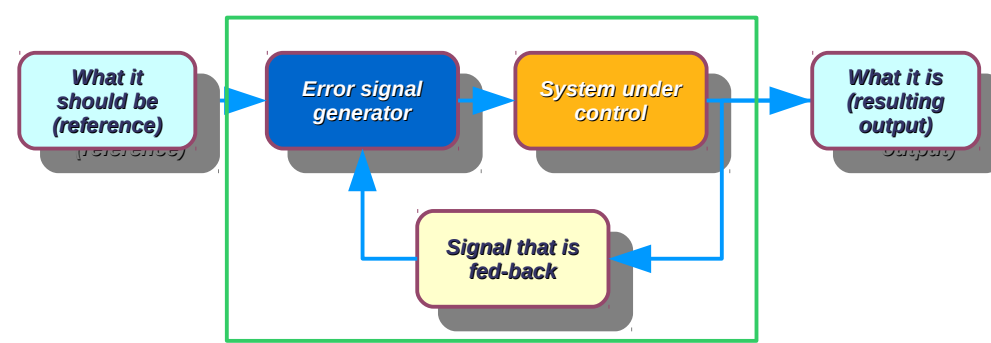 What it
should be
(reference)
Error signal
generator
System under
control
What it is
(resulting
output)
Signal that is
fed-back